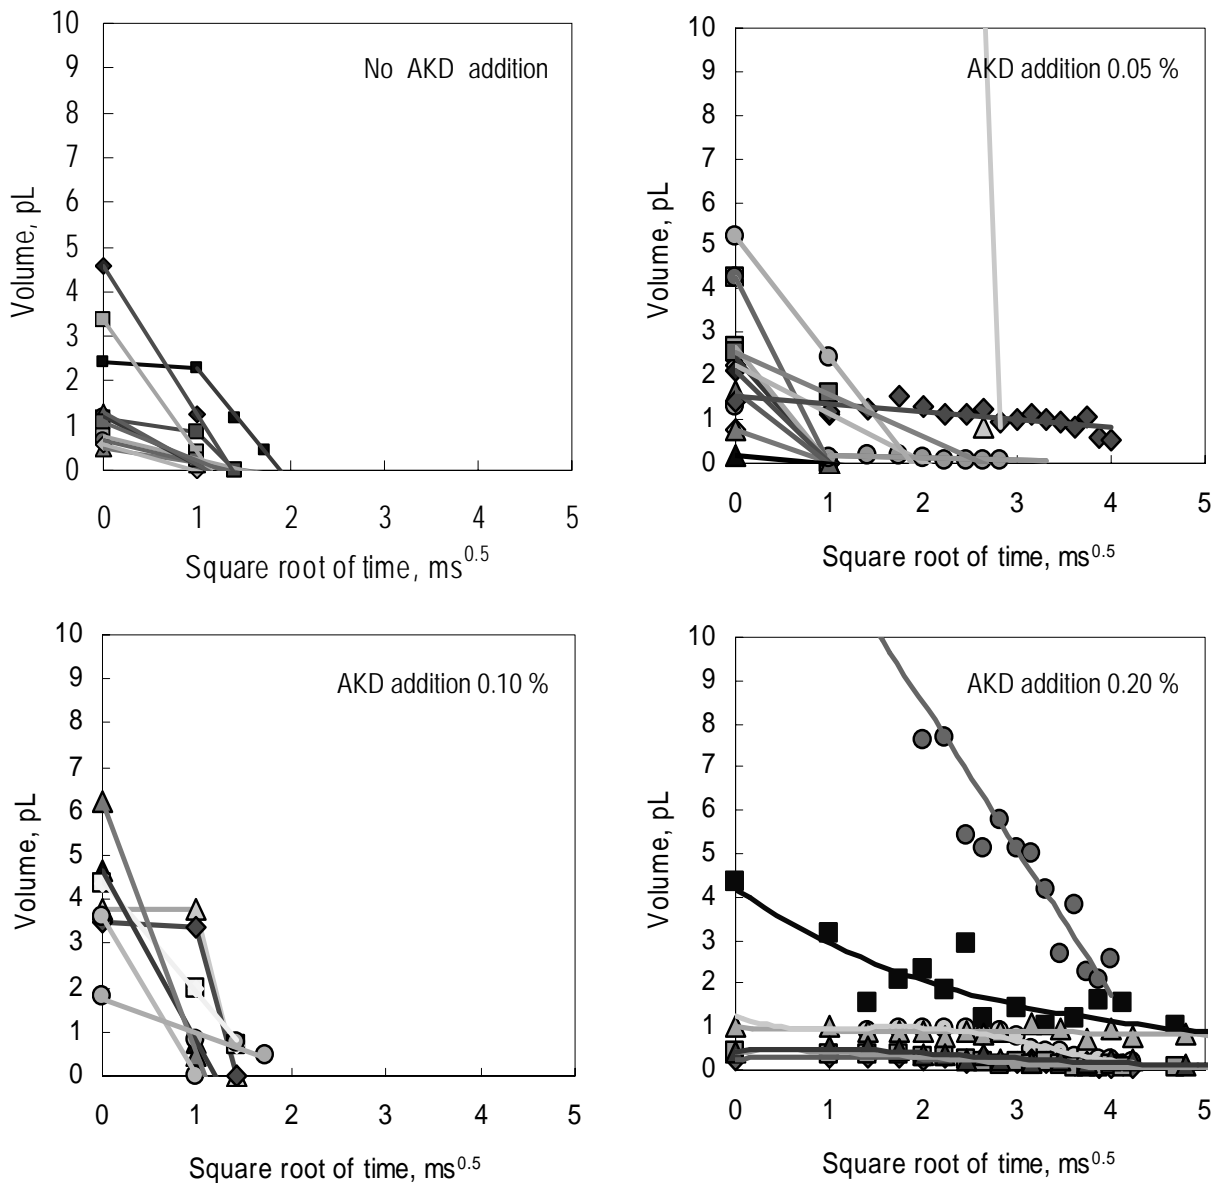 10
9
8
7
6
5
4
3
2
1
0
Volume, pL
No AKD addition
0 1 2 3 4 5
Square root of time, ms0.5
10
9
8
7
6
5
4
3
2
1
0
Volume, pL
AKD addition 0.05 %
0 1 2 3 4 5
Square root of time, ms0.5
10
9
8
7
6
5
4
3
2
1
0
Volume, pL
AKD addition 0.10 %
0 1 2 3 4 5
Square root of time, ms0.5
10
9
8
7
6
5
4
3
2
1
0
Volume, pL
AKD addition 0.20 %
0 1 2 3 4 5
Square root of time, ms0.5